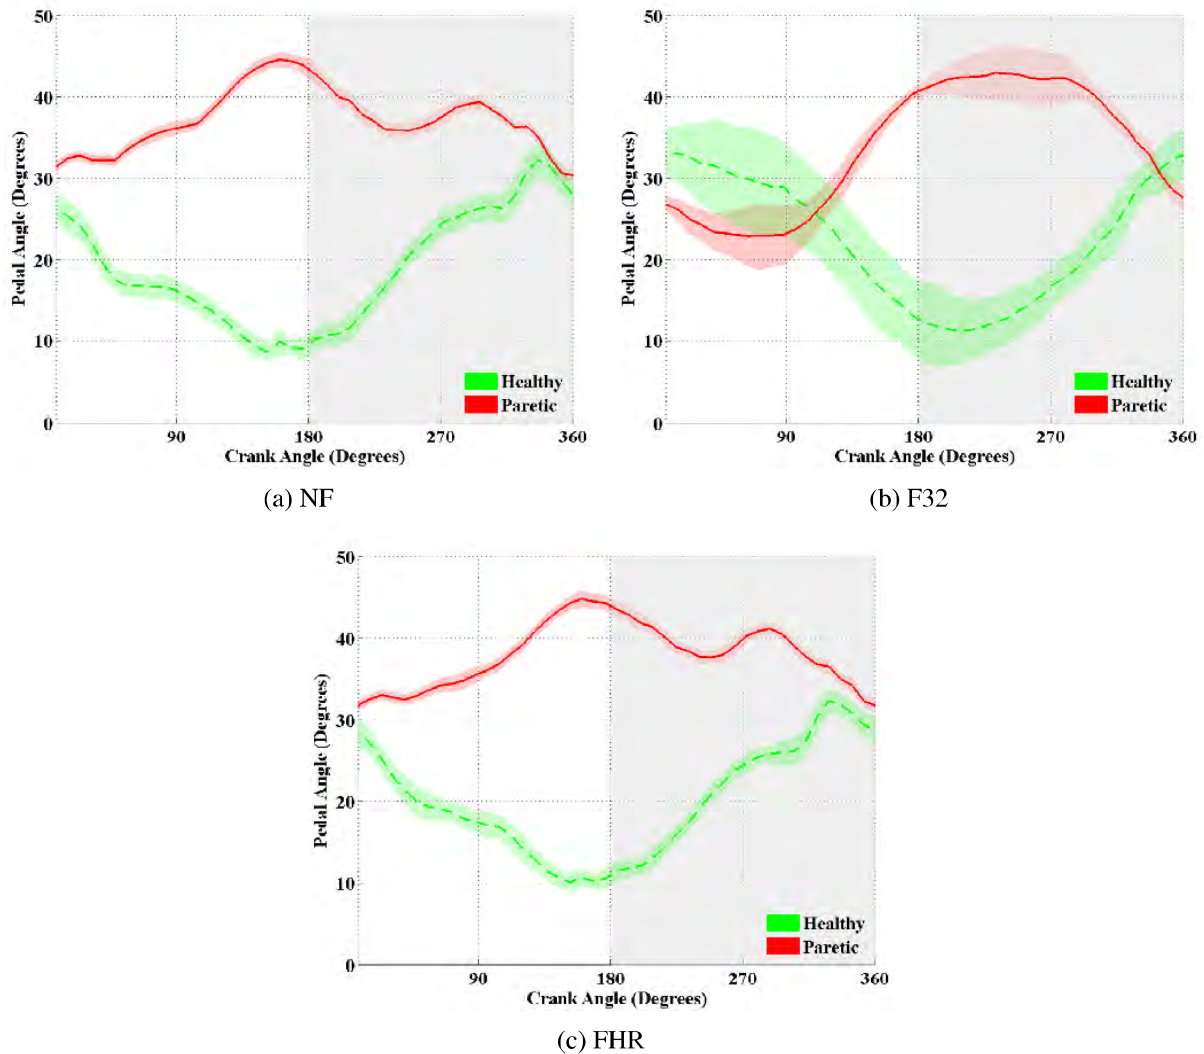 50
40
30
20
10
0
Pedal Angle (Degrees)
90 180 270 360
Crank Angle (Degrees)
Healthy
Paretic
(a) NF
50
40
30
20
10
0
Pedal Angle (Degrees)
90 180 270 360
Crank Angle (Degrees)
Healthy
Paretic
(b) F32
50
40
30
20
10
0
Pedal Angle (Degrees)
90 180 270 360
Crank Angle (Degrees)
Healthy
Paretic
(c) FHR